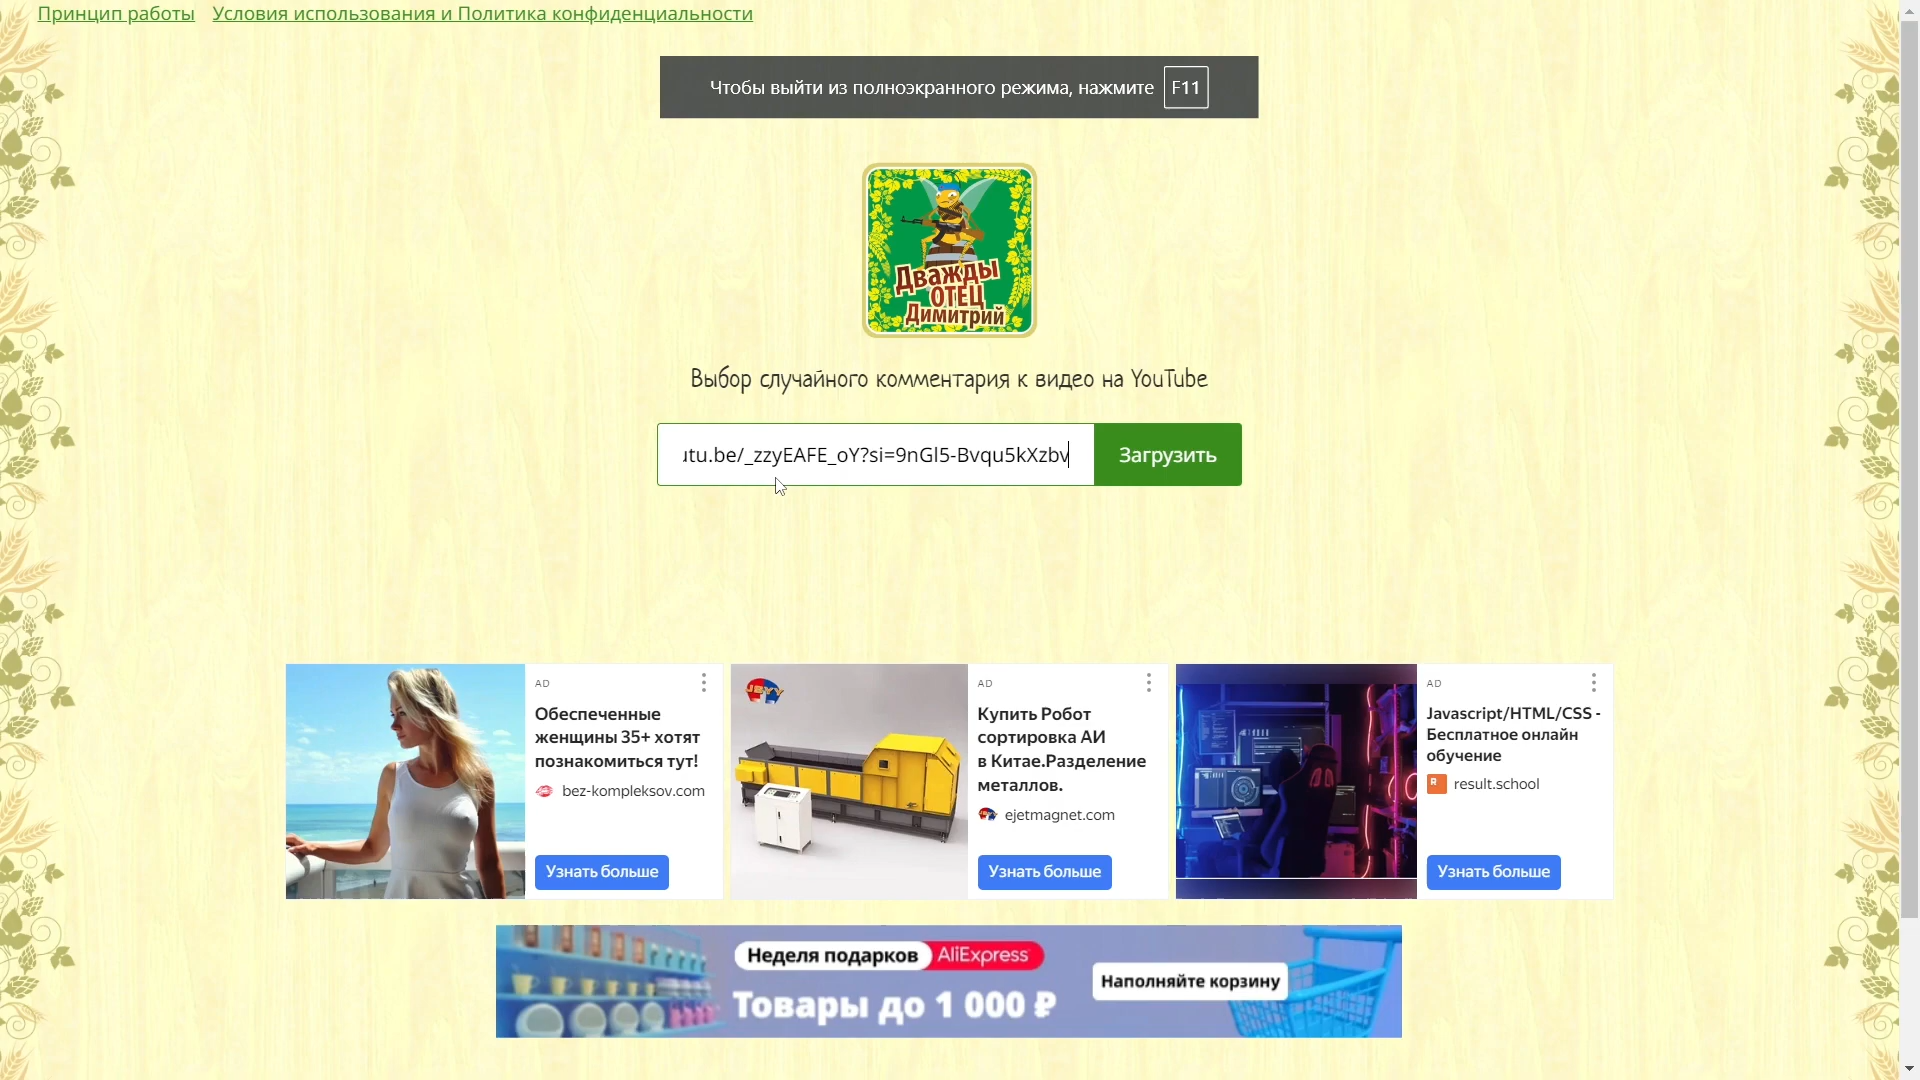 Принцип работы Условия использования и Политика конфиденциальности
Чтобы выйти из полноэкранного режима, нажмите F11
Дважды
ОТЕЦ
Димитрий
Выбор случайного комментария к видео на YouTube
utu.be/_zzyEAFE_oY?si=9nGl5-Bvqu5kXzbv Загрузить
AD
Обеспеченные
женщины 35+ хотят
познакомиться тут!
bez-kompleksov.com
Узнать больше
JBYY
AD
Купить Робот
сортировка АИ
в Китае.Разделение
металлов.
ejetmagnet.com
Узнать больше
AD
Javascript/HTML/CSS -
Бесплатное онлайн
обучение
R result.school
Узнать больше
Неделя подарков AliExpress
Товары до 1 000 ₽
Наполняйте корзину